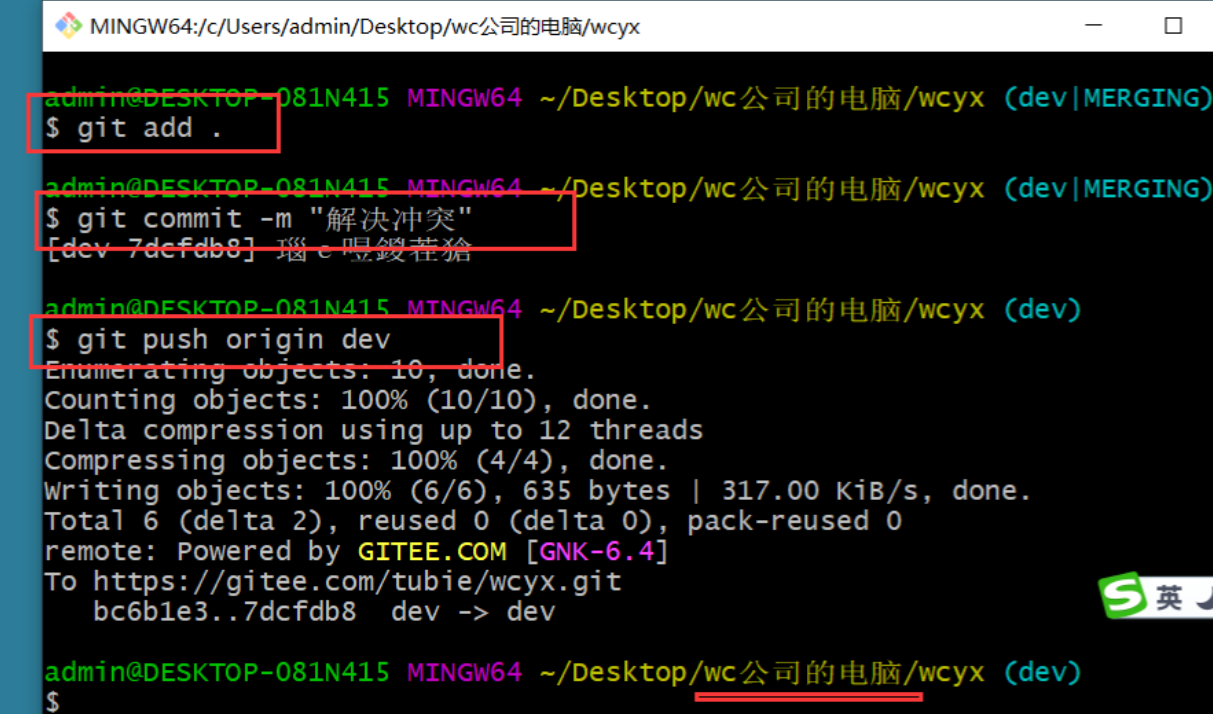 MINGW64:/c/Users/admin/Desktop/wc公司的电脑/wcyx
admin@DESKTOP-081N415 MINGW64 ~/Desktop/wc公司的电脑/wcyx (dev|MERGING)
$ git add .
admin@DESKTOP-081N415 MINGW64 ~/Desktop/wc公司的电脑/wcyx (dev|MERGING)
$ git commit -m "解决冲突"
[dev 7dcfdb8]
admin@DESKTOP-081N415 MINGW64 ~/Desktop/wc公司的电脑/wcyx (dev)
$ git push origin dev
Enumerating objects: 10, done.
Counting objects: 100% (10/10), done.
Delta compression using up to 12 threads
Compressing objects: 100% (4/4), done.
Writing objects: 100% (6/6), 635 bytes | 317.00 KiB/s, done.
Total 6 (delta 2), reused 0 (delta 0), pack-reused 0
remote: Powered by GITEE.COM [GNK-6.4]
To https://gitee.com/tubie/wcyx.git
   bc6b1e3..7dcfdb8  dev -> dev
英
admin@DESKTOP-081N415 MINGW64 ~/Desktop/wc公司的电脑/wcyx (dev)
$